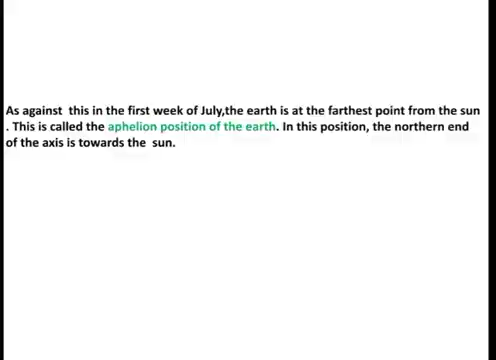 As against  this in the first week of July,the earth is at the farthest point from the sun
. This is called the aphelion position of the earth. In this position, the northern end
of the axis is towards the  sun.